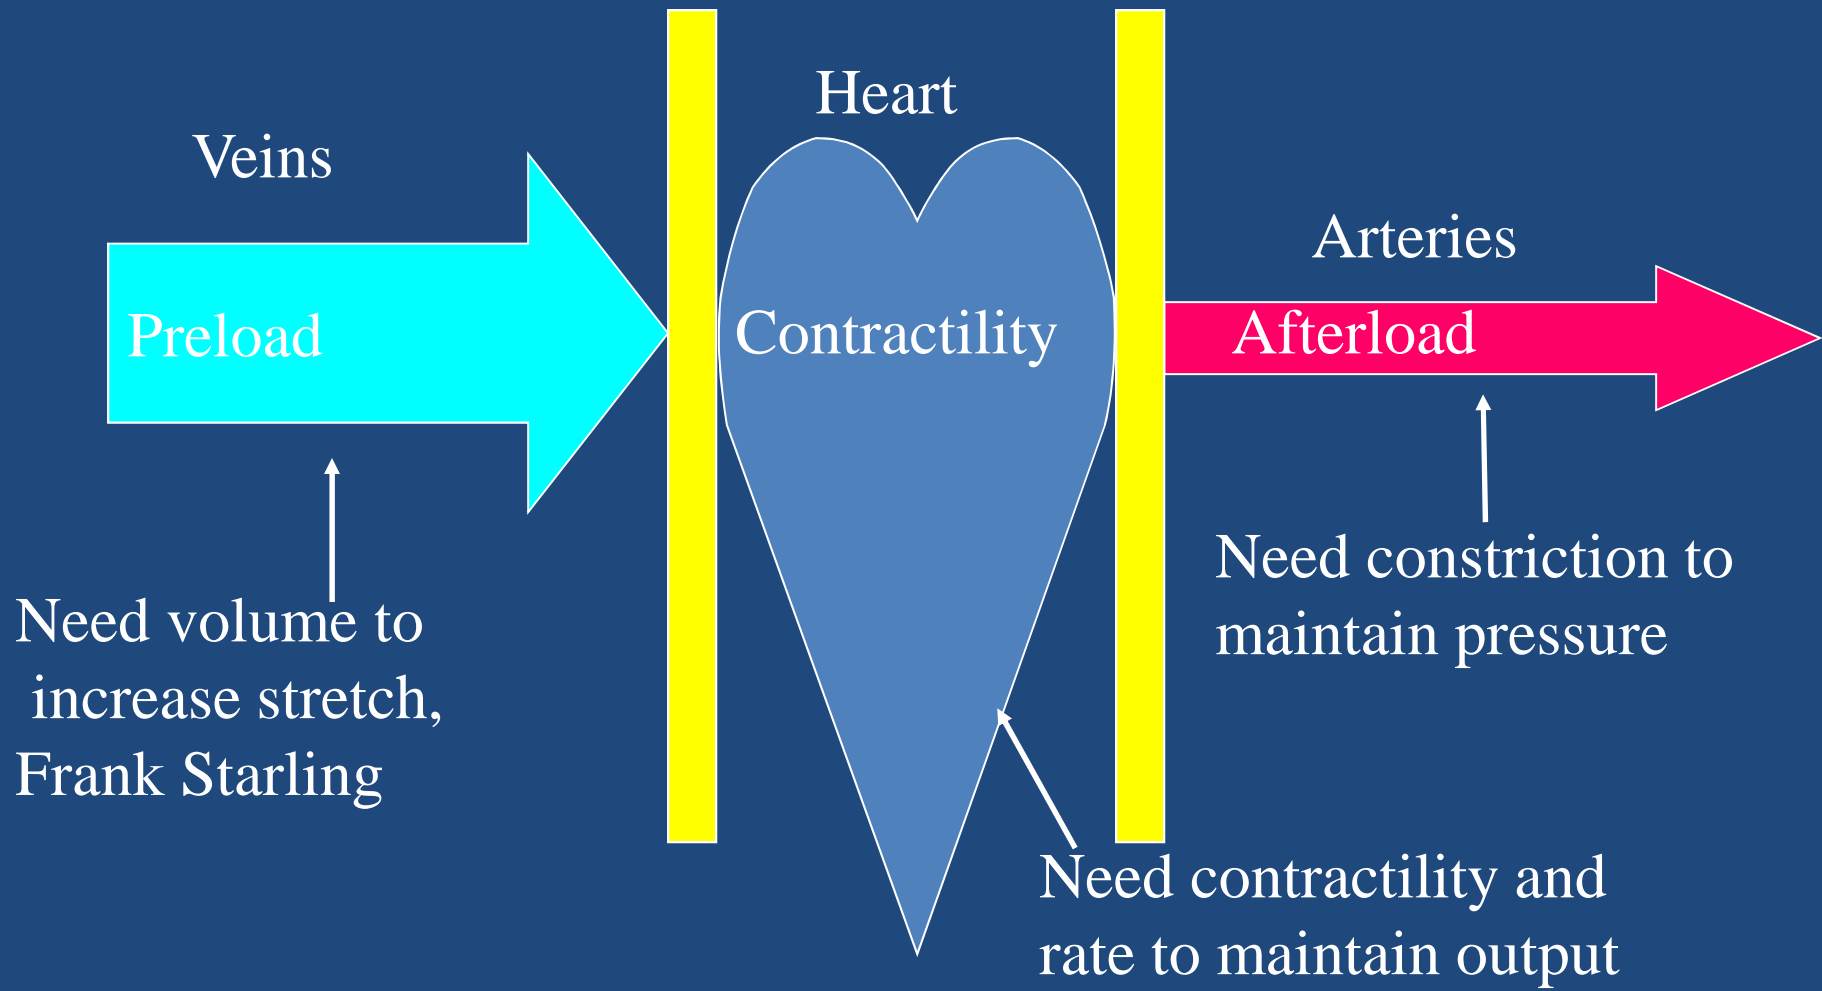 Heart
Veins
Arteries
Preload
Contractility
Afterload
Need volume to
increase stretch,
Frank Starling
Need constriction to
maintain pressure
Need contractility and
rate to maintain output